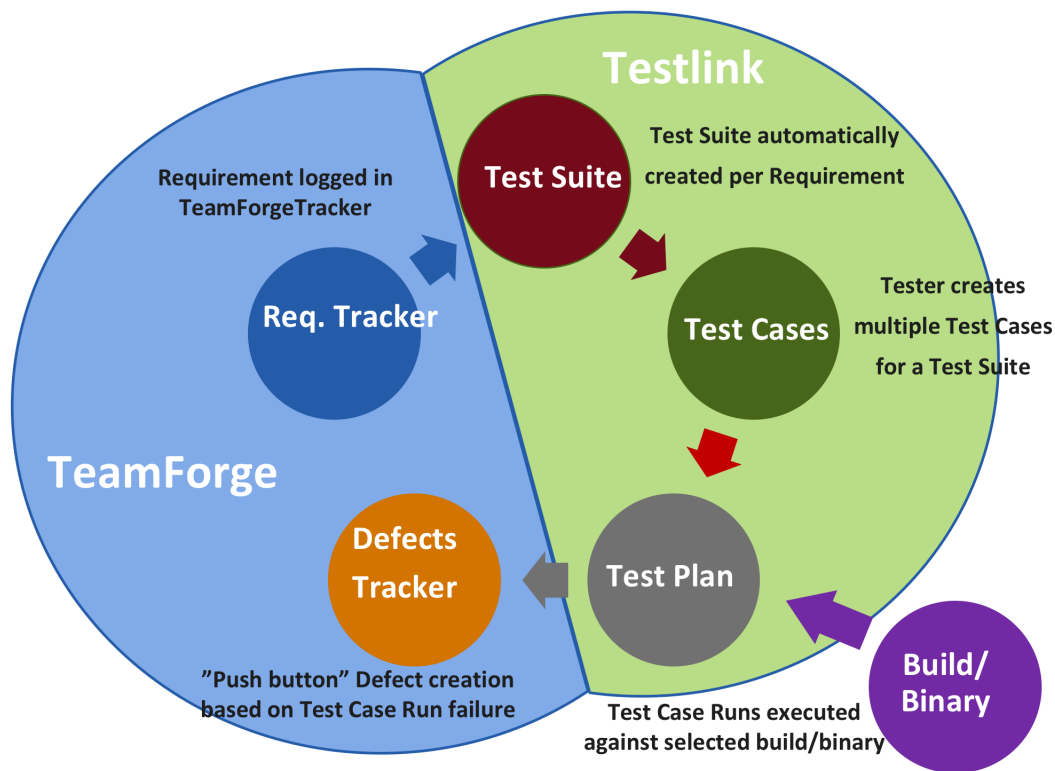 Testlink
Test Suite
Test Suite automatically
created per Requirement
Requirement logged in
TeamForgeTracker
Req. Tracker
Test Cases
Tester creates
multiple Test Cases
for a Test Suite
TeamForge
Defects
Tracker
Test Plan
Build/
Binary
”Push button” Defect creation
based on Test Case Run failure
Test Case Runs executed
against selected build/binary